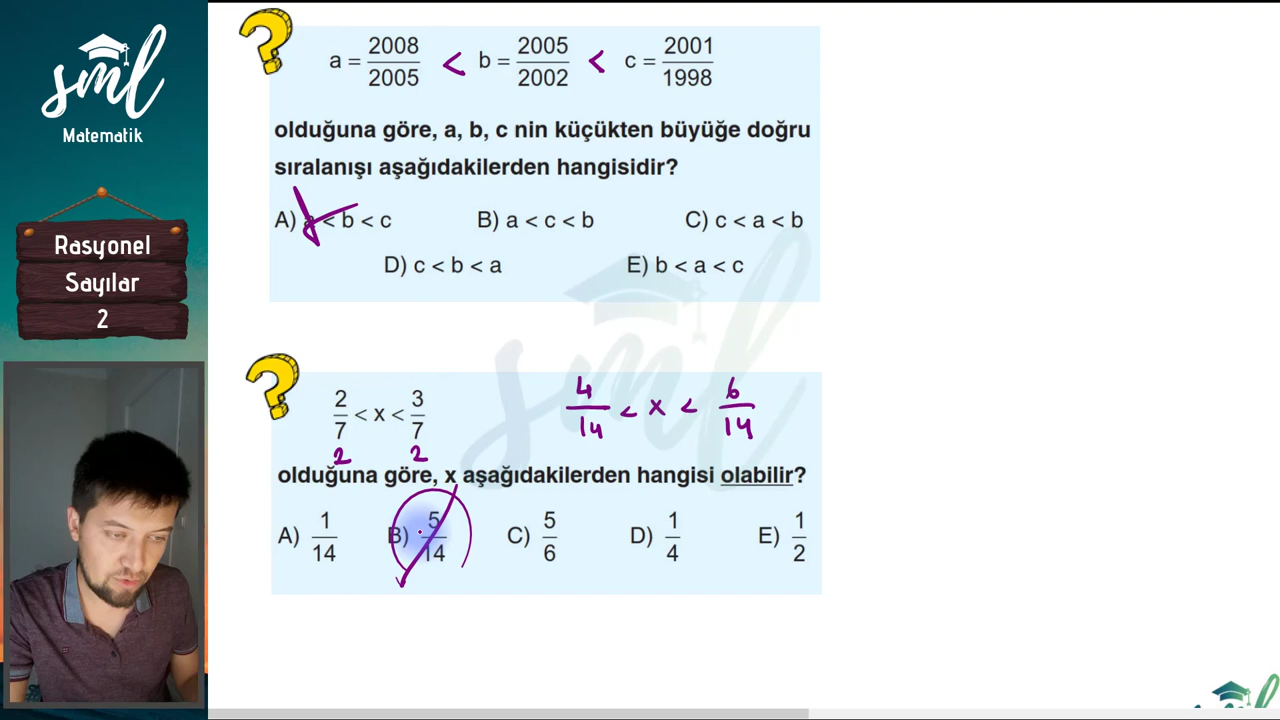 sml
Matematik
Rasyonel
Sayılar
2
a = 2008/2005 < b = 2005/2002 < c = 2001/1998
olduğuna göre, a, b, c nin küçükten büyüğe doğru
sıralanışı aşağıdakilerden hangisidir?
A) a < b < c B) a < c < b C) c < a < b
D) c < b < a E) b < a < c
2/7 < x < 3/7 4/14 < x < 6/14
2 2
olduğuna göre, x aşağıdakilerden hangisi olabilir?
A) 1/14 B) 5/14 C) 5/6 D) 1/4 E) 1/2
sml